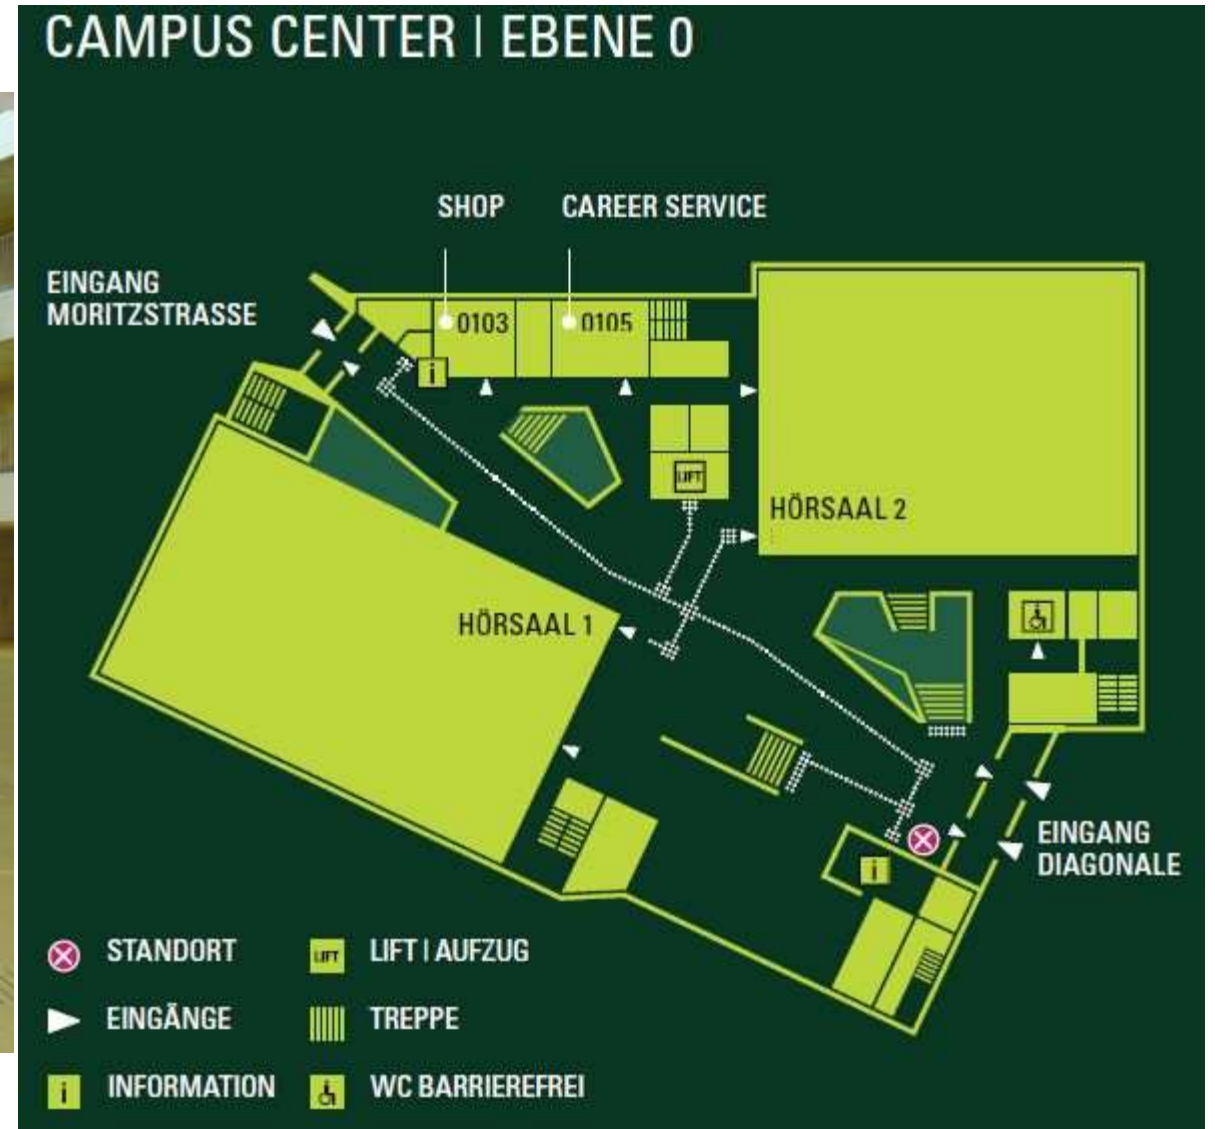 CAMPUS CENTER | EBENE 0
SHOP
CAREER SERVICE
EINGANG
MORITZSTRASSE
0103
0105
i
LIFT
HÖRSAAL 2
HÖRSAAL 1
EINGANG
DIAGONALE
i
STANDORT
LIFT
LIFT | AUFZUG
EINGÄNGE
TREPPE
i
INFORMATION
WC BARRIEREFREI